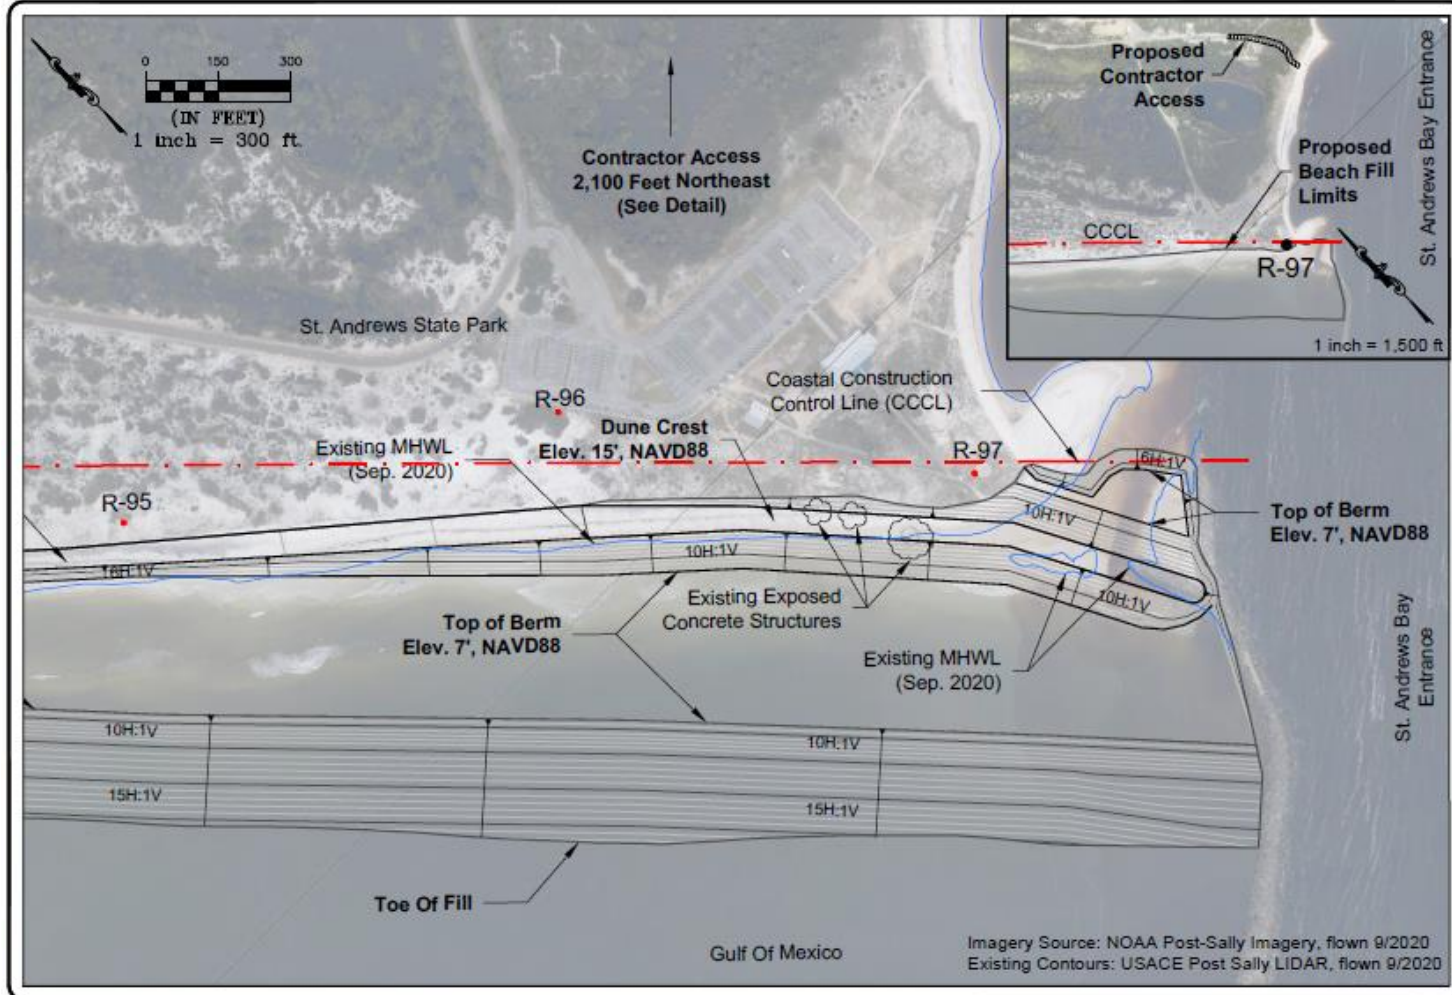 0 150 300
(IN FEET)
1 inch = 300 ft.
Contractor Access
2,100 Feet Northeast
(See Detail)
Proposed
Contractor
Access
Proposed
Beach Fill
Limits
St. Andrews Bay Entrance
CCCL
R-97
1 inch = 1,500 ft
St. Andrews State Park
Coastal Construction
Control Line (CCCL)
R-96
Dune Crest
Elev. 15', NAVD88
Existing MHWL
(Sep. 2020)
R-97
6H:1V
R-95
10H:1V
Top of Berm
Elev. 7', NAVD88
16H:1V
10H:1V
Existing Exposed
Concrete Structures
10H:1V
Top of Berm
Elev. 7', NAVD88
Existing MHWL
(Sep. 2020)
St. Andrews Bay
Entrance
10H:1V
10H:1V
15H:1V
15H:1V
Toe Of Fill
Gulf Of Mexico
Imagery Source: NOAA Post-Sally Imagery, flown 9/2020
Existing Contours: USACE Post Sally LIDAR, flown 9/2020